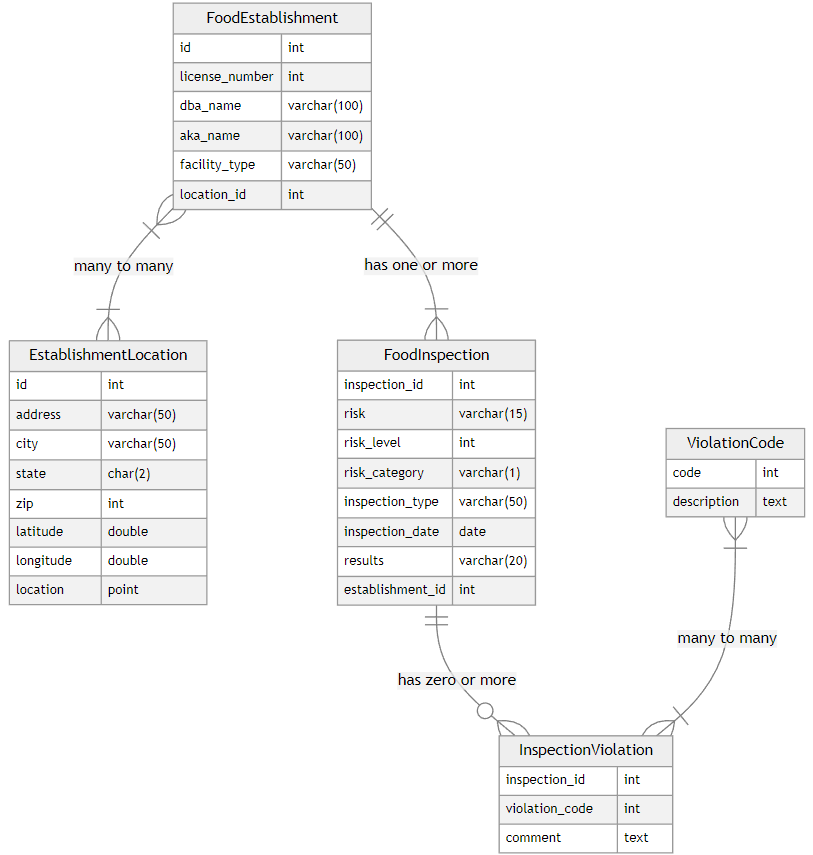 FoodEstablishment
id int
license_number int
dba_name varchar(100)
aka_name varchar(100)
facility_type varchar(50)
location_id int
many to many
has one or more
EstablishmentLocation
id int
address varchar(50)
city varchar(50)
state char(2)
zip int
latitude double
longitude double
location point
FoodInspection
inspection_id int
risk varchar(15)
risk_level int
risk_category varchar(1)
inspection_type varchar(50)
inspection_date date
results varchar(20)
establishment_id int
ViolationCode
code int
description text
many to many
has zero or more
InspectionViolation
inspection_id int
violation_code int
comment text